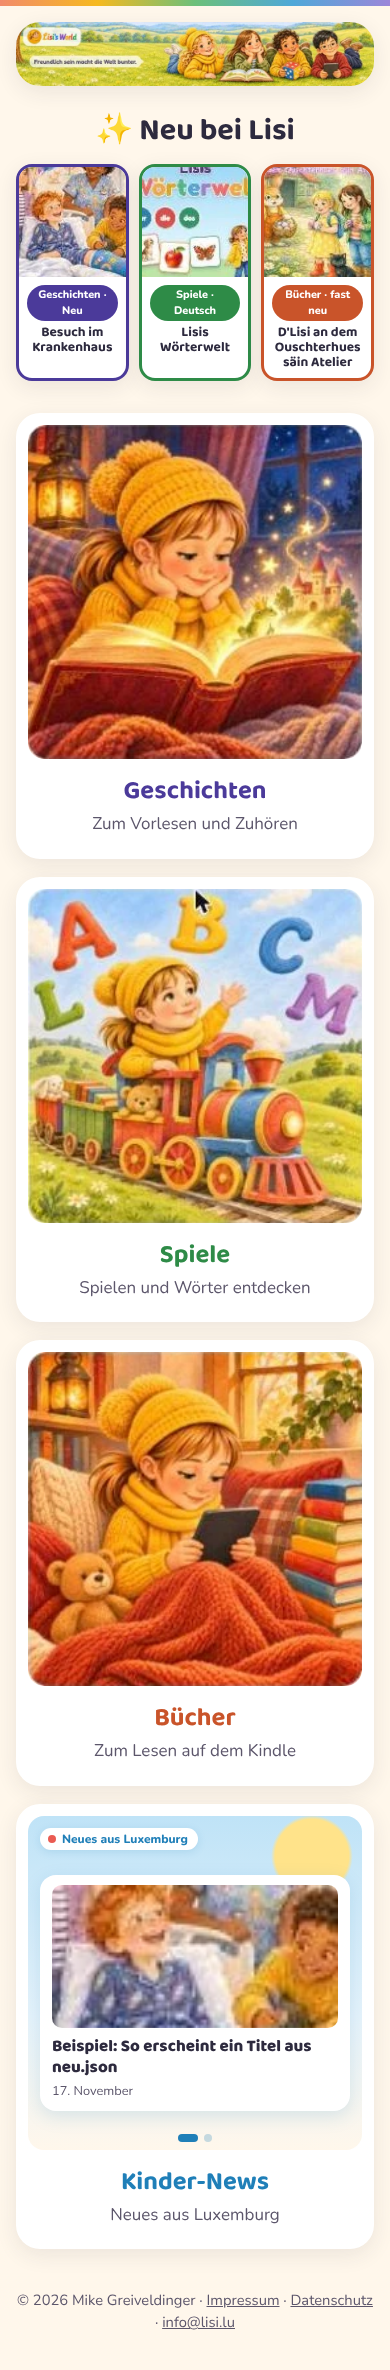 Lisi's World
Freundlich sein macht die Welt bunter.
✨ Neu bei Lisi
Lisis
Wörterwelt
die
das
Geschichten ·
Neu
Besuch im
Krankenhaus
Spiele ·
Deutsch
Lisis
Wörterwelt
Bücher · fast
neu
D'Lisi an dem
Ouschterhues
säin Atelier
Geschichten
Zum Vorlesen und Zuhören
A B C
L M
Spiele
Spielen und Wörter entdecken
Bücher
Zum Lesen auf dem Kindle
Neues aus Luxemburg
Beispiel: So erscheint ein Titel aus
neu.json
17. November
Kinder-News
Neues aus Luxemburg
© 2026 Mike Greiveldinger · Impressum · Datenschutz
· info@lisi.lu